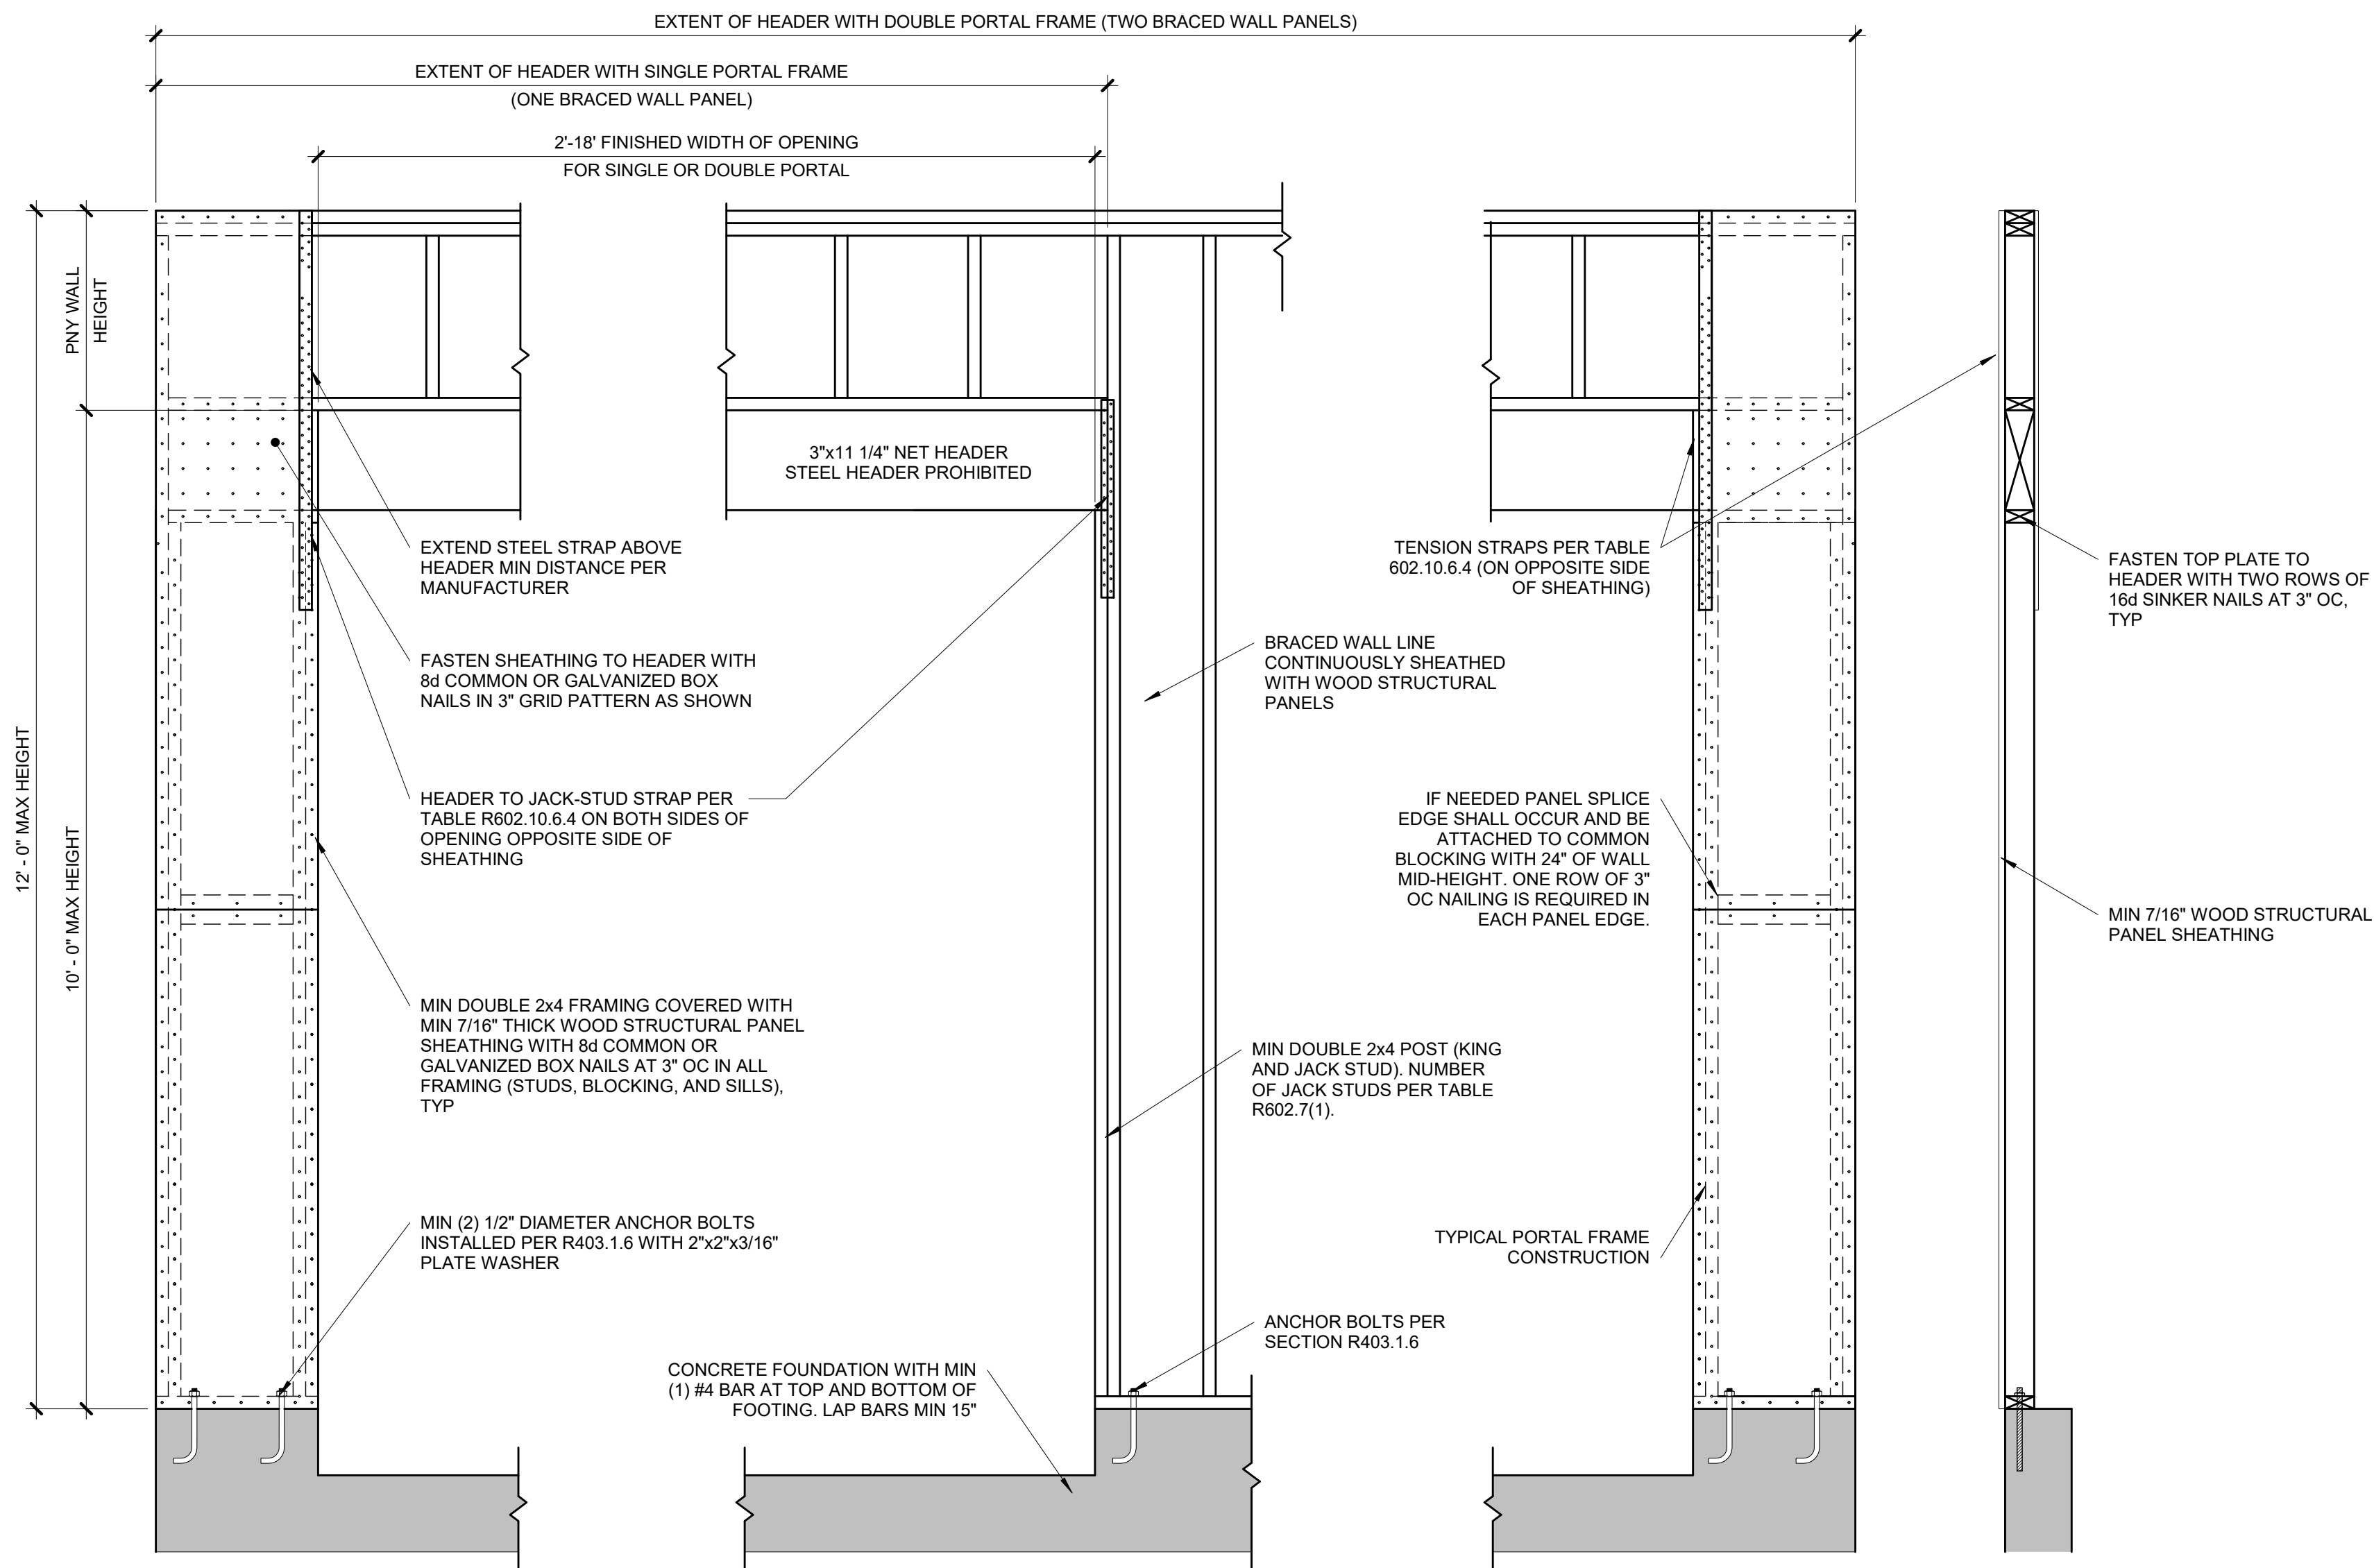 EXTENT OF HEADER WITH DOUBLE PORTAL FRAME (TWO BRACED WALL PANELS)
EXTENT OF HEADER WITH SINGLE PORTAL FRAME
(ONE BRACED WALL PANEL)
2'-18' FINISHED WIDTH OF OPENING
FOR SINGLE OR DOUBLE PORTAL
PNY WALL
HEIGHT
12' - 0" MAX HEIGHT
10' - 0" MAX HEIGHT
3"x11 1/4" NET HEADER
STEEL HEADER PROHIBITED
EXTEND STEEL STRAP ABOVE
HEADER MIN DISTANCE PER
MANUFACTURER
FASTEN SHEATHING TO HEADER WITH
8d COMMON OR GALVANIZED BOX
NAILS IN 3" GRID PATTERN AS SHOWN
HEADER TO JACK-STUD STRAP PER
TABLE R602.10.6.4 ON BOTH SIDES OF
OPENING OPPOSITE SIDE OF
SHEATHING
MIN DOUBLE 2x4 FRAMING COVERED WITH
MIN 7/16" THICK WOOD STRUCTURAL PANEL
SHEATHING WITH 8d COMMON OR
GALVANIZED BOX NAILS AT 3" OC IN ALL
FRAMING (STUDS, BLOCKING, AND SILLS),
TYP
MIN (2) 1/2" DIAMETER ANCHOR BOLTS
INSTALLED PER R403.1.6 WITH 2"x2"x3/16"
PLATE WASHER
CONCRETE FOUNDATION WITH MIN
(1) #4 BAR AT TOP AND BOTTOM OF
FOOTING. LAP BARS MIN 15"
BRACED WALL LINE
CONTINUOUSLY SHEATHED
WITH WOOD STRUCTURAL
PANELS
MIN DOUBLE 2x4 POST (KING
AND JACK STUD). NUMBER
OF JACK STUDS PER TABLE
R602.7(1).
ANCHOR BOLTS PER
SECTION R403.1.6
TENSION STRAPS PER TABLE
602.10.6.4 (ON OPPOSITE SIDE
OF SHEATHING)
IF NEEDED PANEL SPLICE
EDGE SHALL OCCUR AND BE
ATTACHED TO COMMON
BLOCKING WITH 24" OF WALL
MID-HEIGHT. ONE ROW OF 3"
OC NAILING IS REQUIRED IN
EACH PANEL EDGE.
TYPICAL PORTAL FRAME
CONSTRUCTION
FASTEN TOP PLATE TO
HEADER WITH TWO ROWS OF
16d SINKER NAILS AT 3" OC,
TYP
MIN 7/16" WOOD STRUCTURAL
PANEL SHEATHING